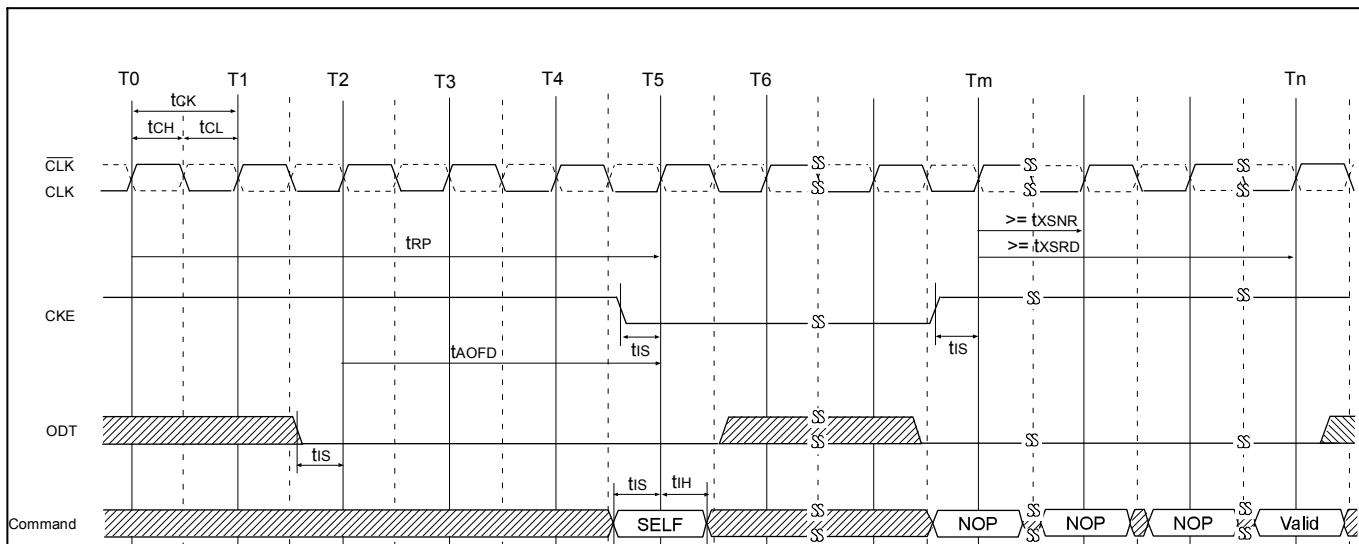 T0 T1 T2 T3 T4 T5 T6 Tm Tn
tCK
tCH tCL
CLK
CLK
>= tXSNR
tRP >= tXSRD
CKE
tIS tIS
tAOFD
ODT
tIS
tIS tIH
Command SELF NOP NOP NOP Valid